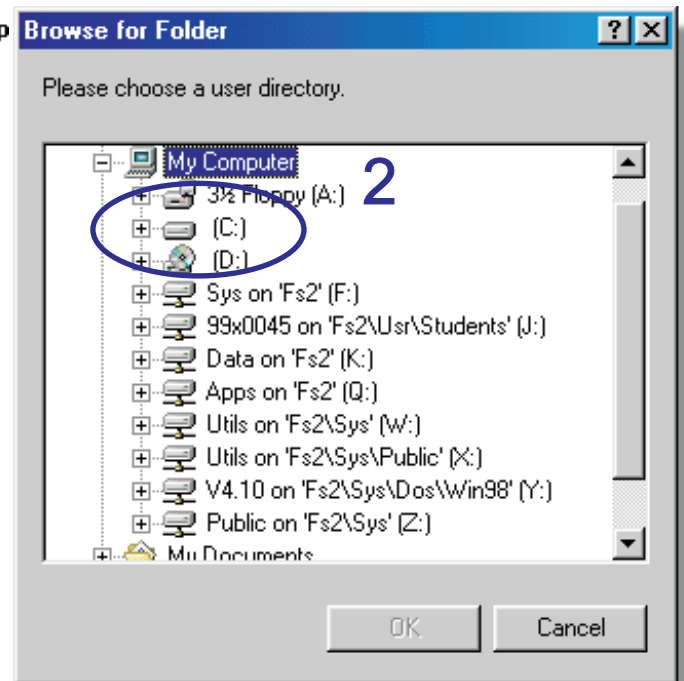 p
Browse for Folder
Please choose a user directory.
My Computer
2
3½ Floppy (A:)
(C:)
(D:)
Sys on 'Fs2' (F:)
99x0045 on 'Fs2\Usr\Students' (J:)
Data on 'Fs2' (K:)
Apps on 'Fs2' (Q:)
Utils on 'Fs2\Sys' (W:)
Utils on 'Fs2\Sys\Public' (X:)
V4.10 on 'Fs2\Sys\Dos\Win98' (Y:)
Public on 'Fs2\Sys' (Z:)
My Documents
OK Cancel